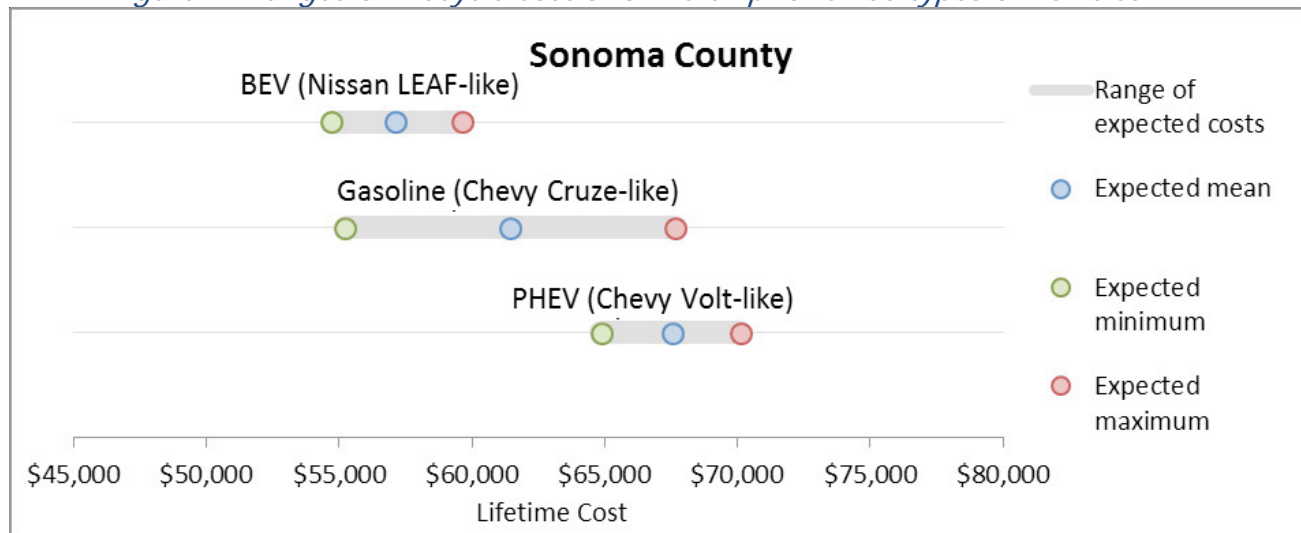 Sonoma County
BEV (Nissan LEAF-like)
Gasoline (Chevy Cruze-like)
PHEV (Chevy Volt-like)
$45,000 $50,000 $55,000 $60,000 $65,000 $70,000 $75,000 $80,000
Lifetime Cost
Range of
expected costs
Expected mean
Expected
minimum
Expected
maximum